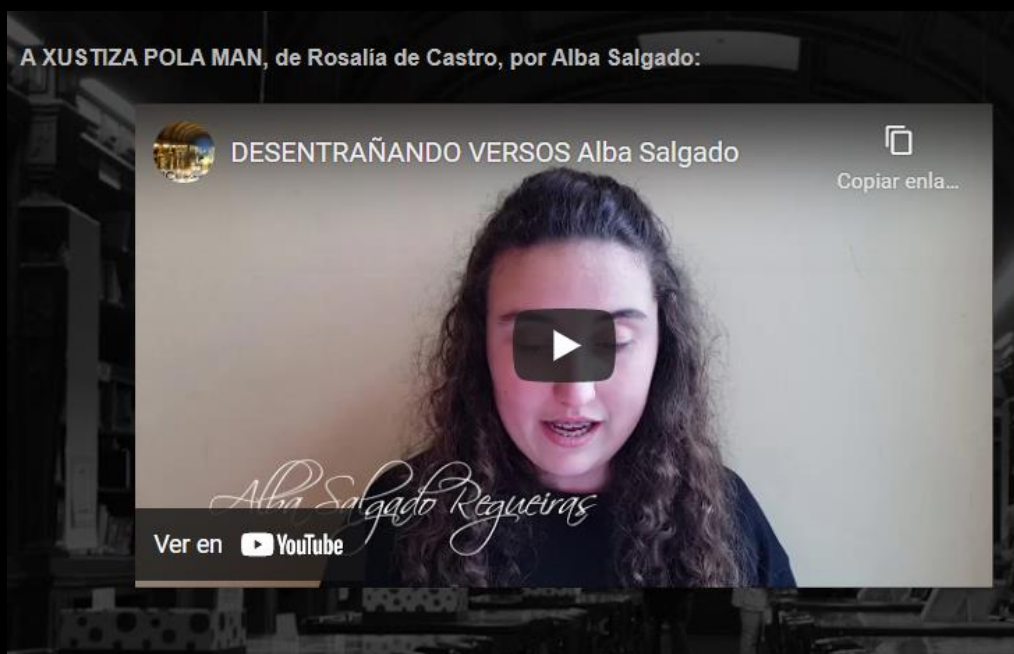 A XUSTIZA POLA MAN, de Rosalía de Castro, por Alba Salgado:
DESENTRAÑANDO VERSOS Alba Salgado
Copiar enla...
Alba Salgado Regueiras
Ver en YouTube